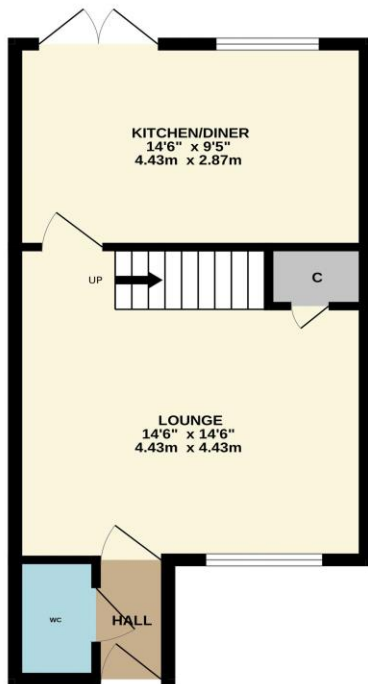 KITCHEN/DINER
14'6" x 9'5"
4.43m x 2.87m
UP
C
LOUNGE
14'6" x 14'6"
4.43m x 4.43m
WC
HALL